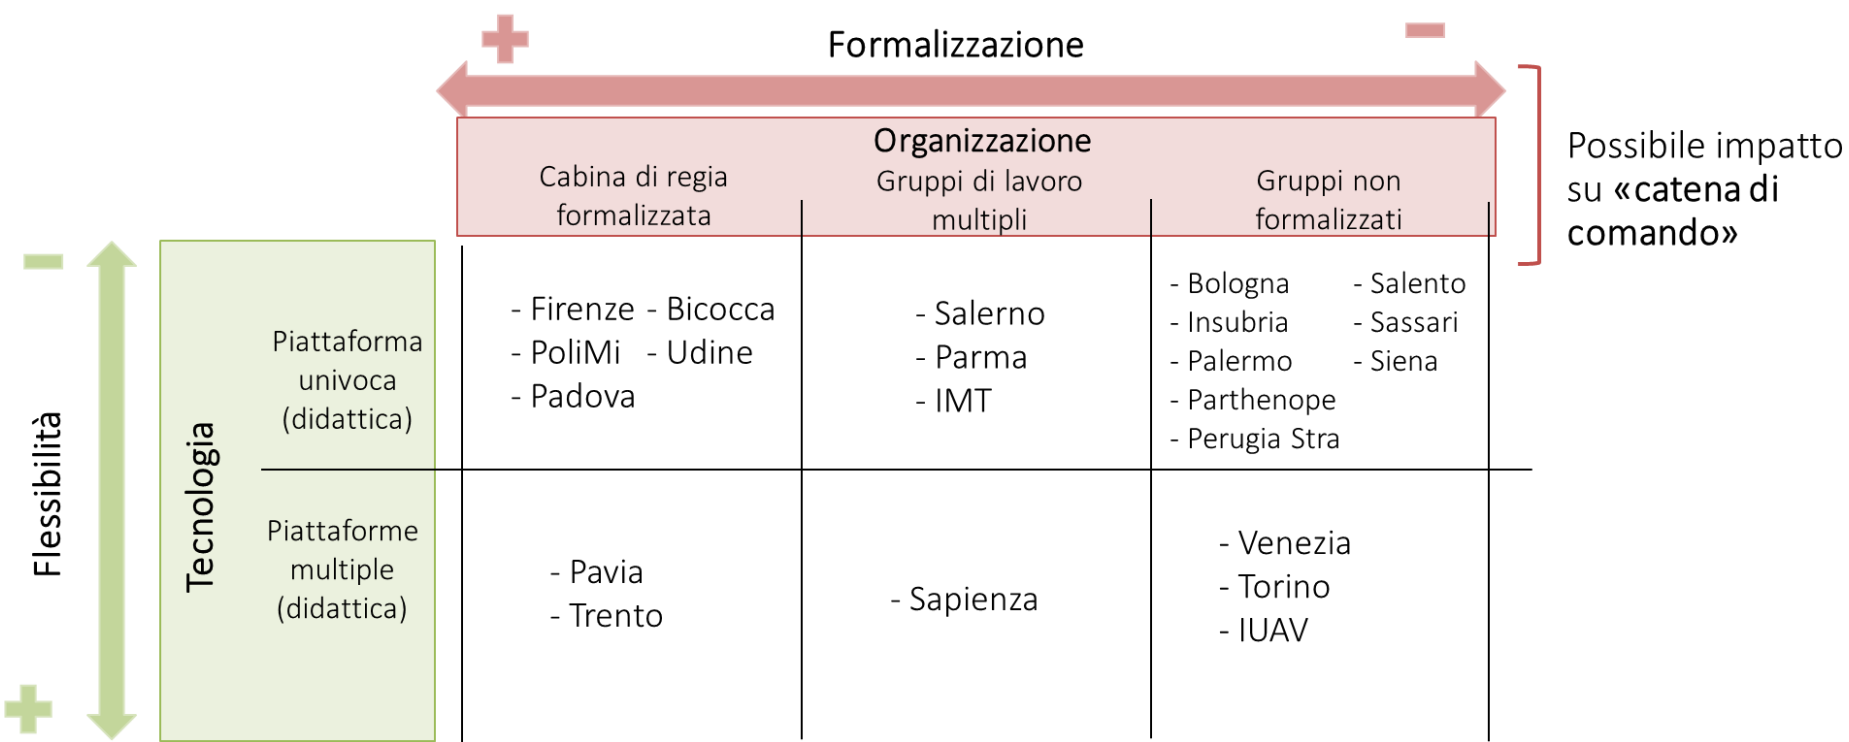 Formalizzazione
Organizzazione
Cabina di regia
formalizzata
Gruppi di lavoro
multipli
Gruppi non
formalizzati
Possibile impatto
su «catena di
comando»
Flessibilità
Tecnologia
Piattaforma
univoca
(didattica)
- Firenze - Bicocca
- PoliMi - Udine
- Padova
- Salerno
- Parma
- IMT
- Bologna - Salento
- Insubria - Sassari
- Palermo - Siena
- Parthenope
- Perugia Stra
Piattaforme
multiple
(didattica)
- Pavia
- Trento
- Sapienza
- Venezia
- Torino
- IUAV